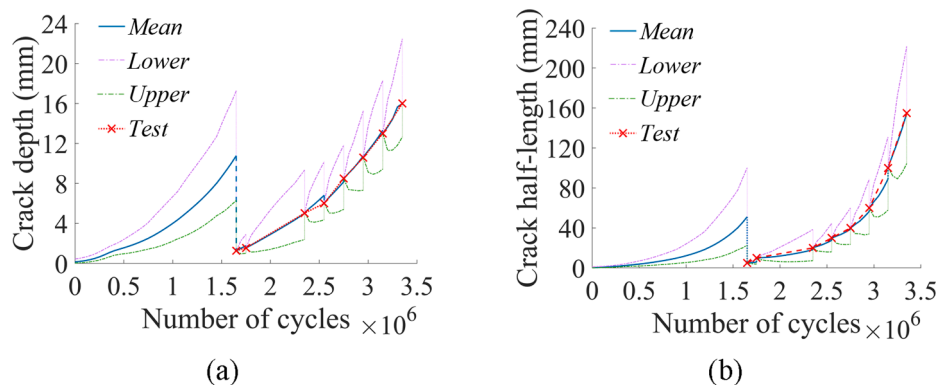 (a)
24
20
16
12
8
4
0
Crack depth (mm)
Mean
Lower
Upper
Test
0 0.5 1 1.5 2 2.5 3 3.5
Number of cycles ×10^6
(a)
(b)
240
200
160
120
80
40
0
Crack half-length (mm)
Mean
Lower
Upper
Test
0 0.5 1 1.5 2 2.5 3 3.5
Number of cycles ×10^6
(b)